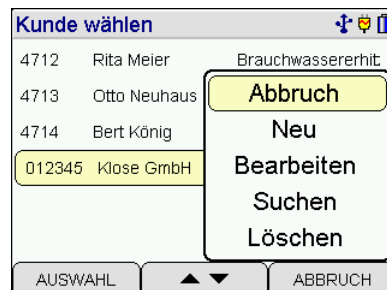 Kunde wählen
4712 Rita Meier Brauchwassererhit
4713 Otto Neuhaus
4714 Bert König
012345 Klose GmbH
Abbruch
Neu
Bearbeiten
Suchen
Löschen
AUSWAHL ABBRUCH